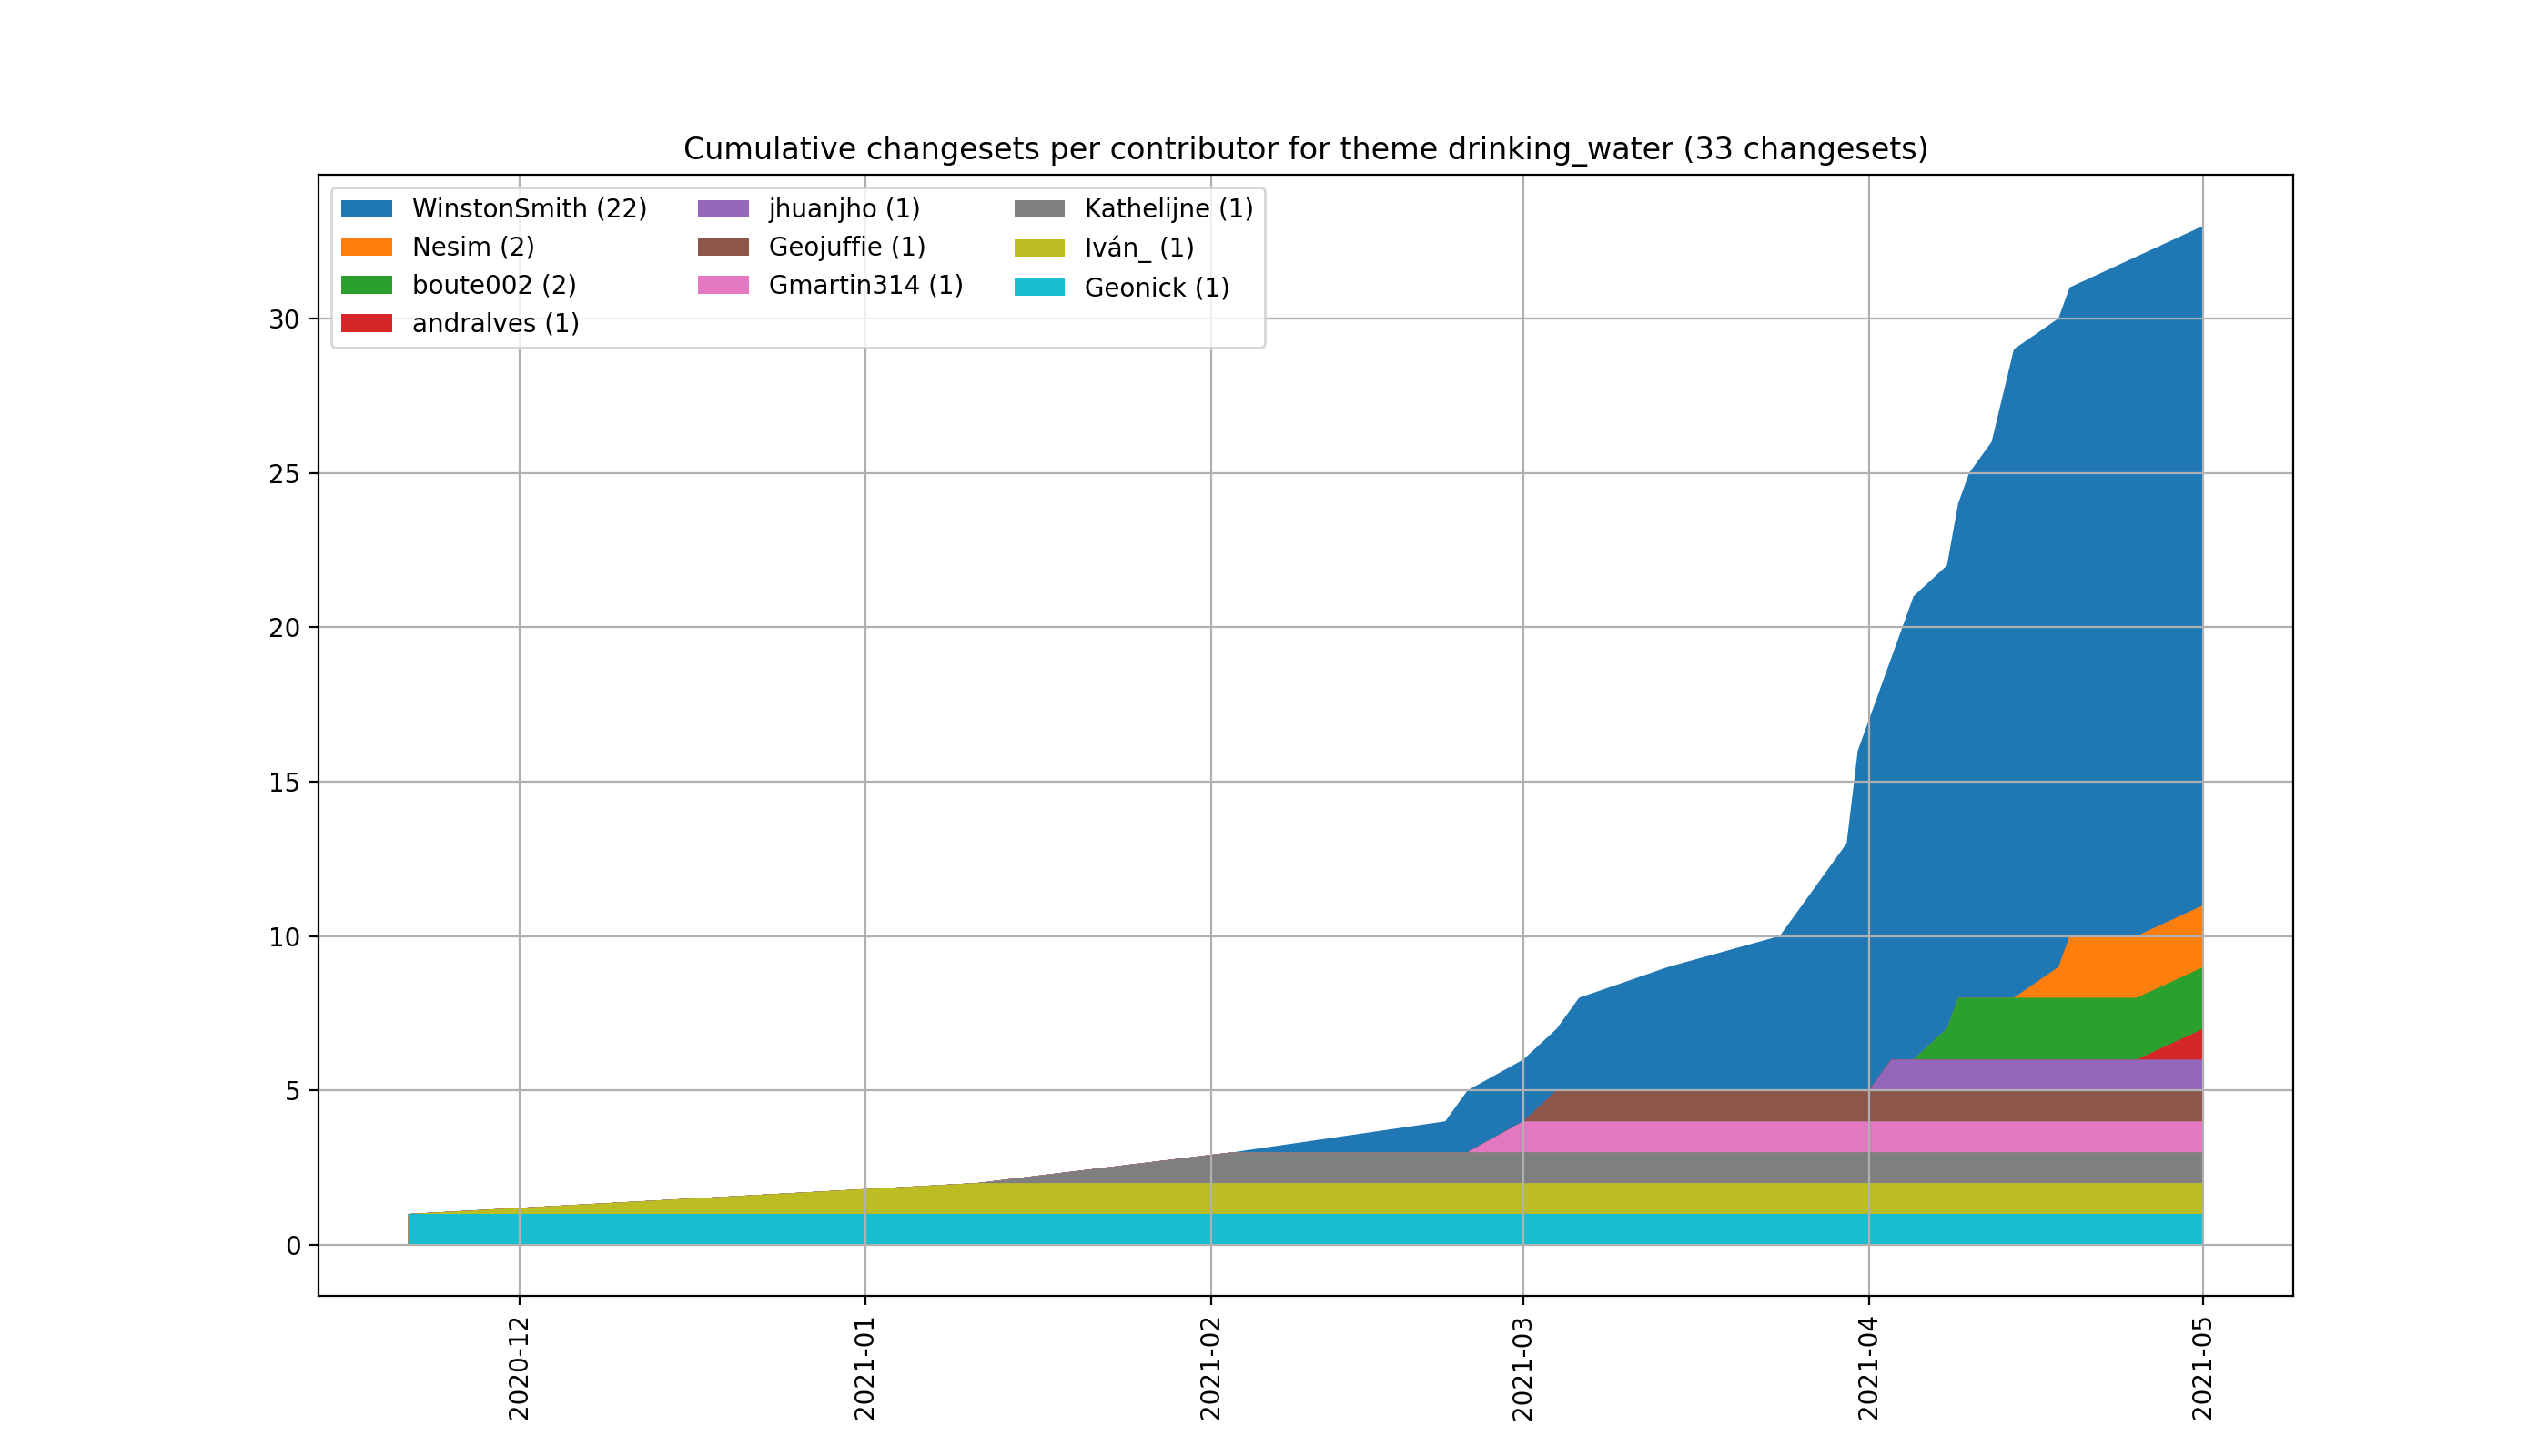 Cumulative changesets per contributor for theme drinking_water (33 changesets)
WinstonSmith (22)
Nesim (2)
boute002 (2)
andralves (1)
jhuanjho (1)
Geojuffie (1)
Gmartin314 (1)
Kathelijne (1)
Iván_ (1)
Geonick (1)
30
25
20
15
10
5
0
2020-12
2021-01
2021-02
2021-03
2021-04
2021-05